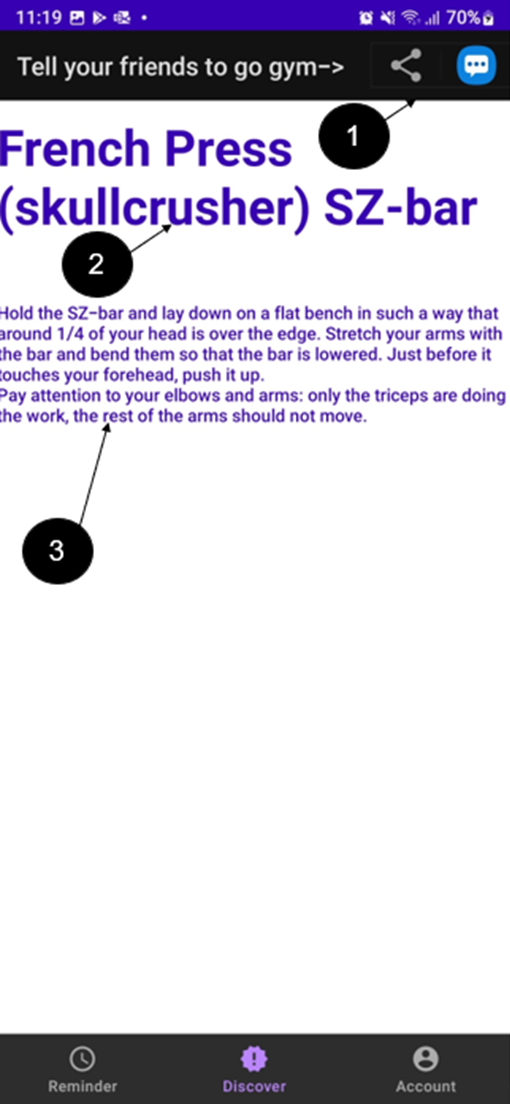 11:19 70%
Tell your friends to go gym->
1
French Press
(skullcrusher) SZ-bar
2
Hold the SZ-bar and lay down on a flat bench in such a way that
around 1/4 of your head is over the edge. Stretch your arms with
the bar and bend them so that the bar is lowered. Just before it
touches your forehead, push it up.
Pay attention to your elbows and arms: only the triceps are doing
the work, the rest of the arms should not move.
3
Reminder Discover Account